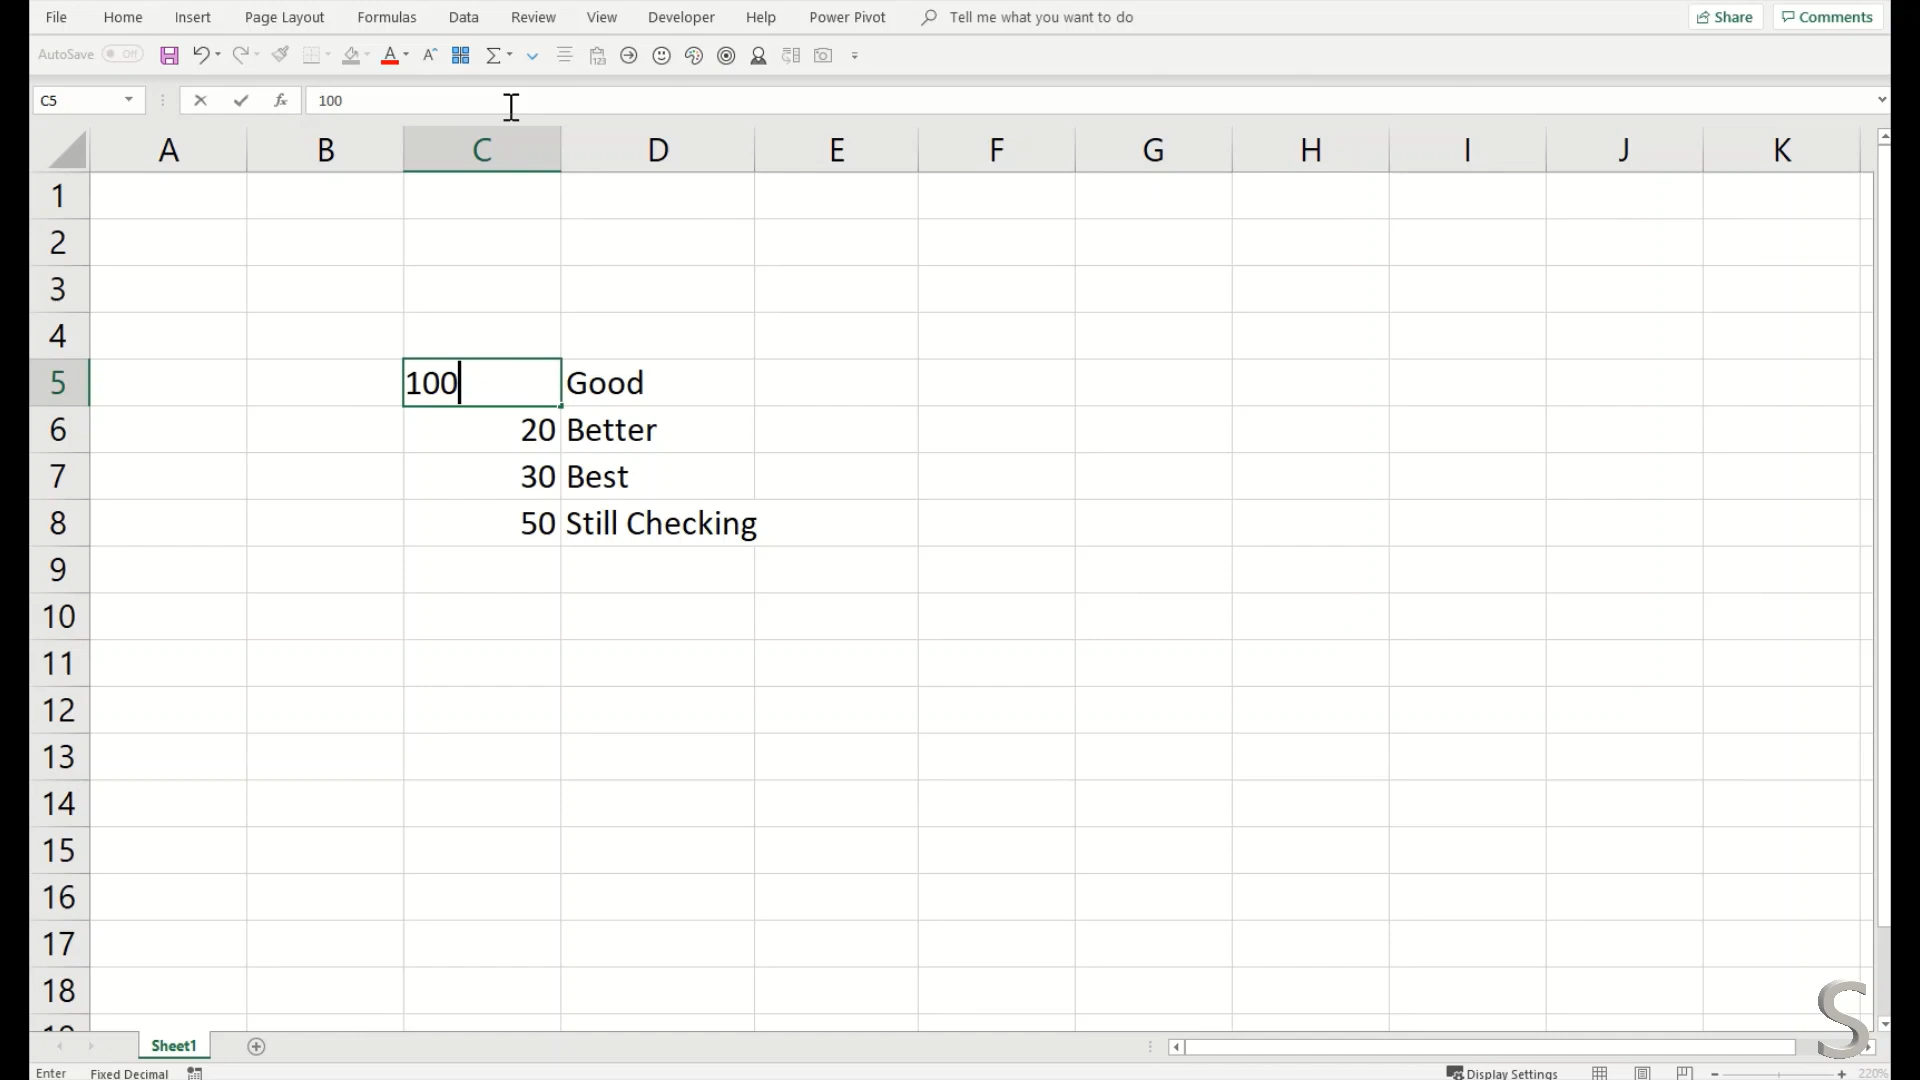 File Home Insert Page Layout Formulas Data Review View Developer Help Power Pivot Tell me what you want to do Share Comments
AutoSave Off
C5 fx 100
A B C D E F G H I J K
1
2
3
4
5 100 Good
6 20 Better
7 30 Best
8 50 Still Checking
9
10
11
12
13
14
15
16
17
18
19
Sheet1
S
Enter Fixed Decimal Display Settings 220%